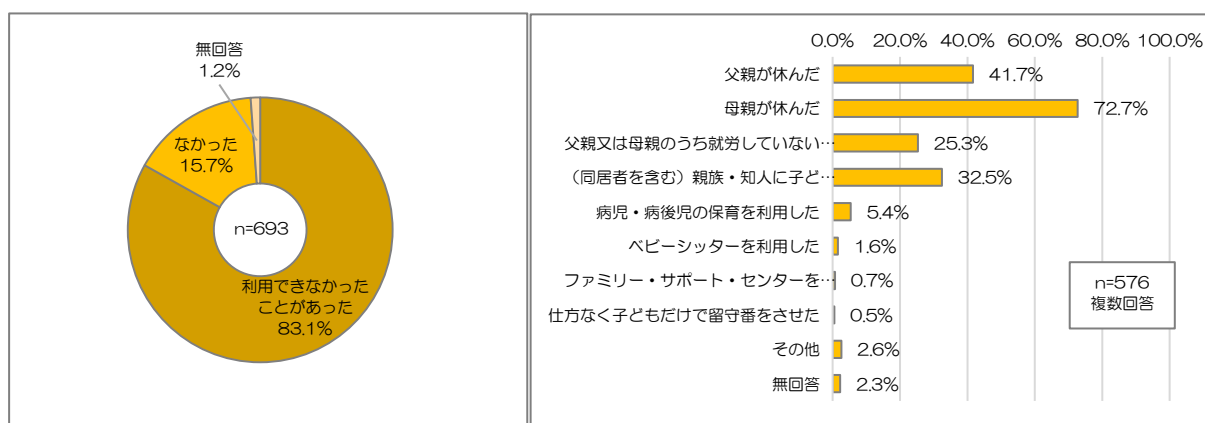 無回答
1.2%
なかった
15.7%
n=693
利用できなかった
ことがあった
83.1%
0.0% 20.0% 40.0% 60.0% 80.0% 100.0%
父親が休んだ 41.7%
母親が休んだ 72.7%
父親又は母親のうち就労していない… 25.3%
（同居者を含む）親族・知人に子ど… 32.5%
病児・病後児の保育を利用した 5.4%
ベビーシッターを利用した 1.6%
ファミリー・サポート・センターを… 0.7%
仕方なく子どもだけで留守番をさせた 0.5%
その他 2.6%
無回答 2.3%
n=576
複数回答